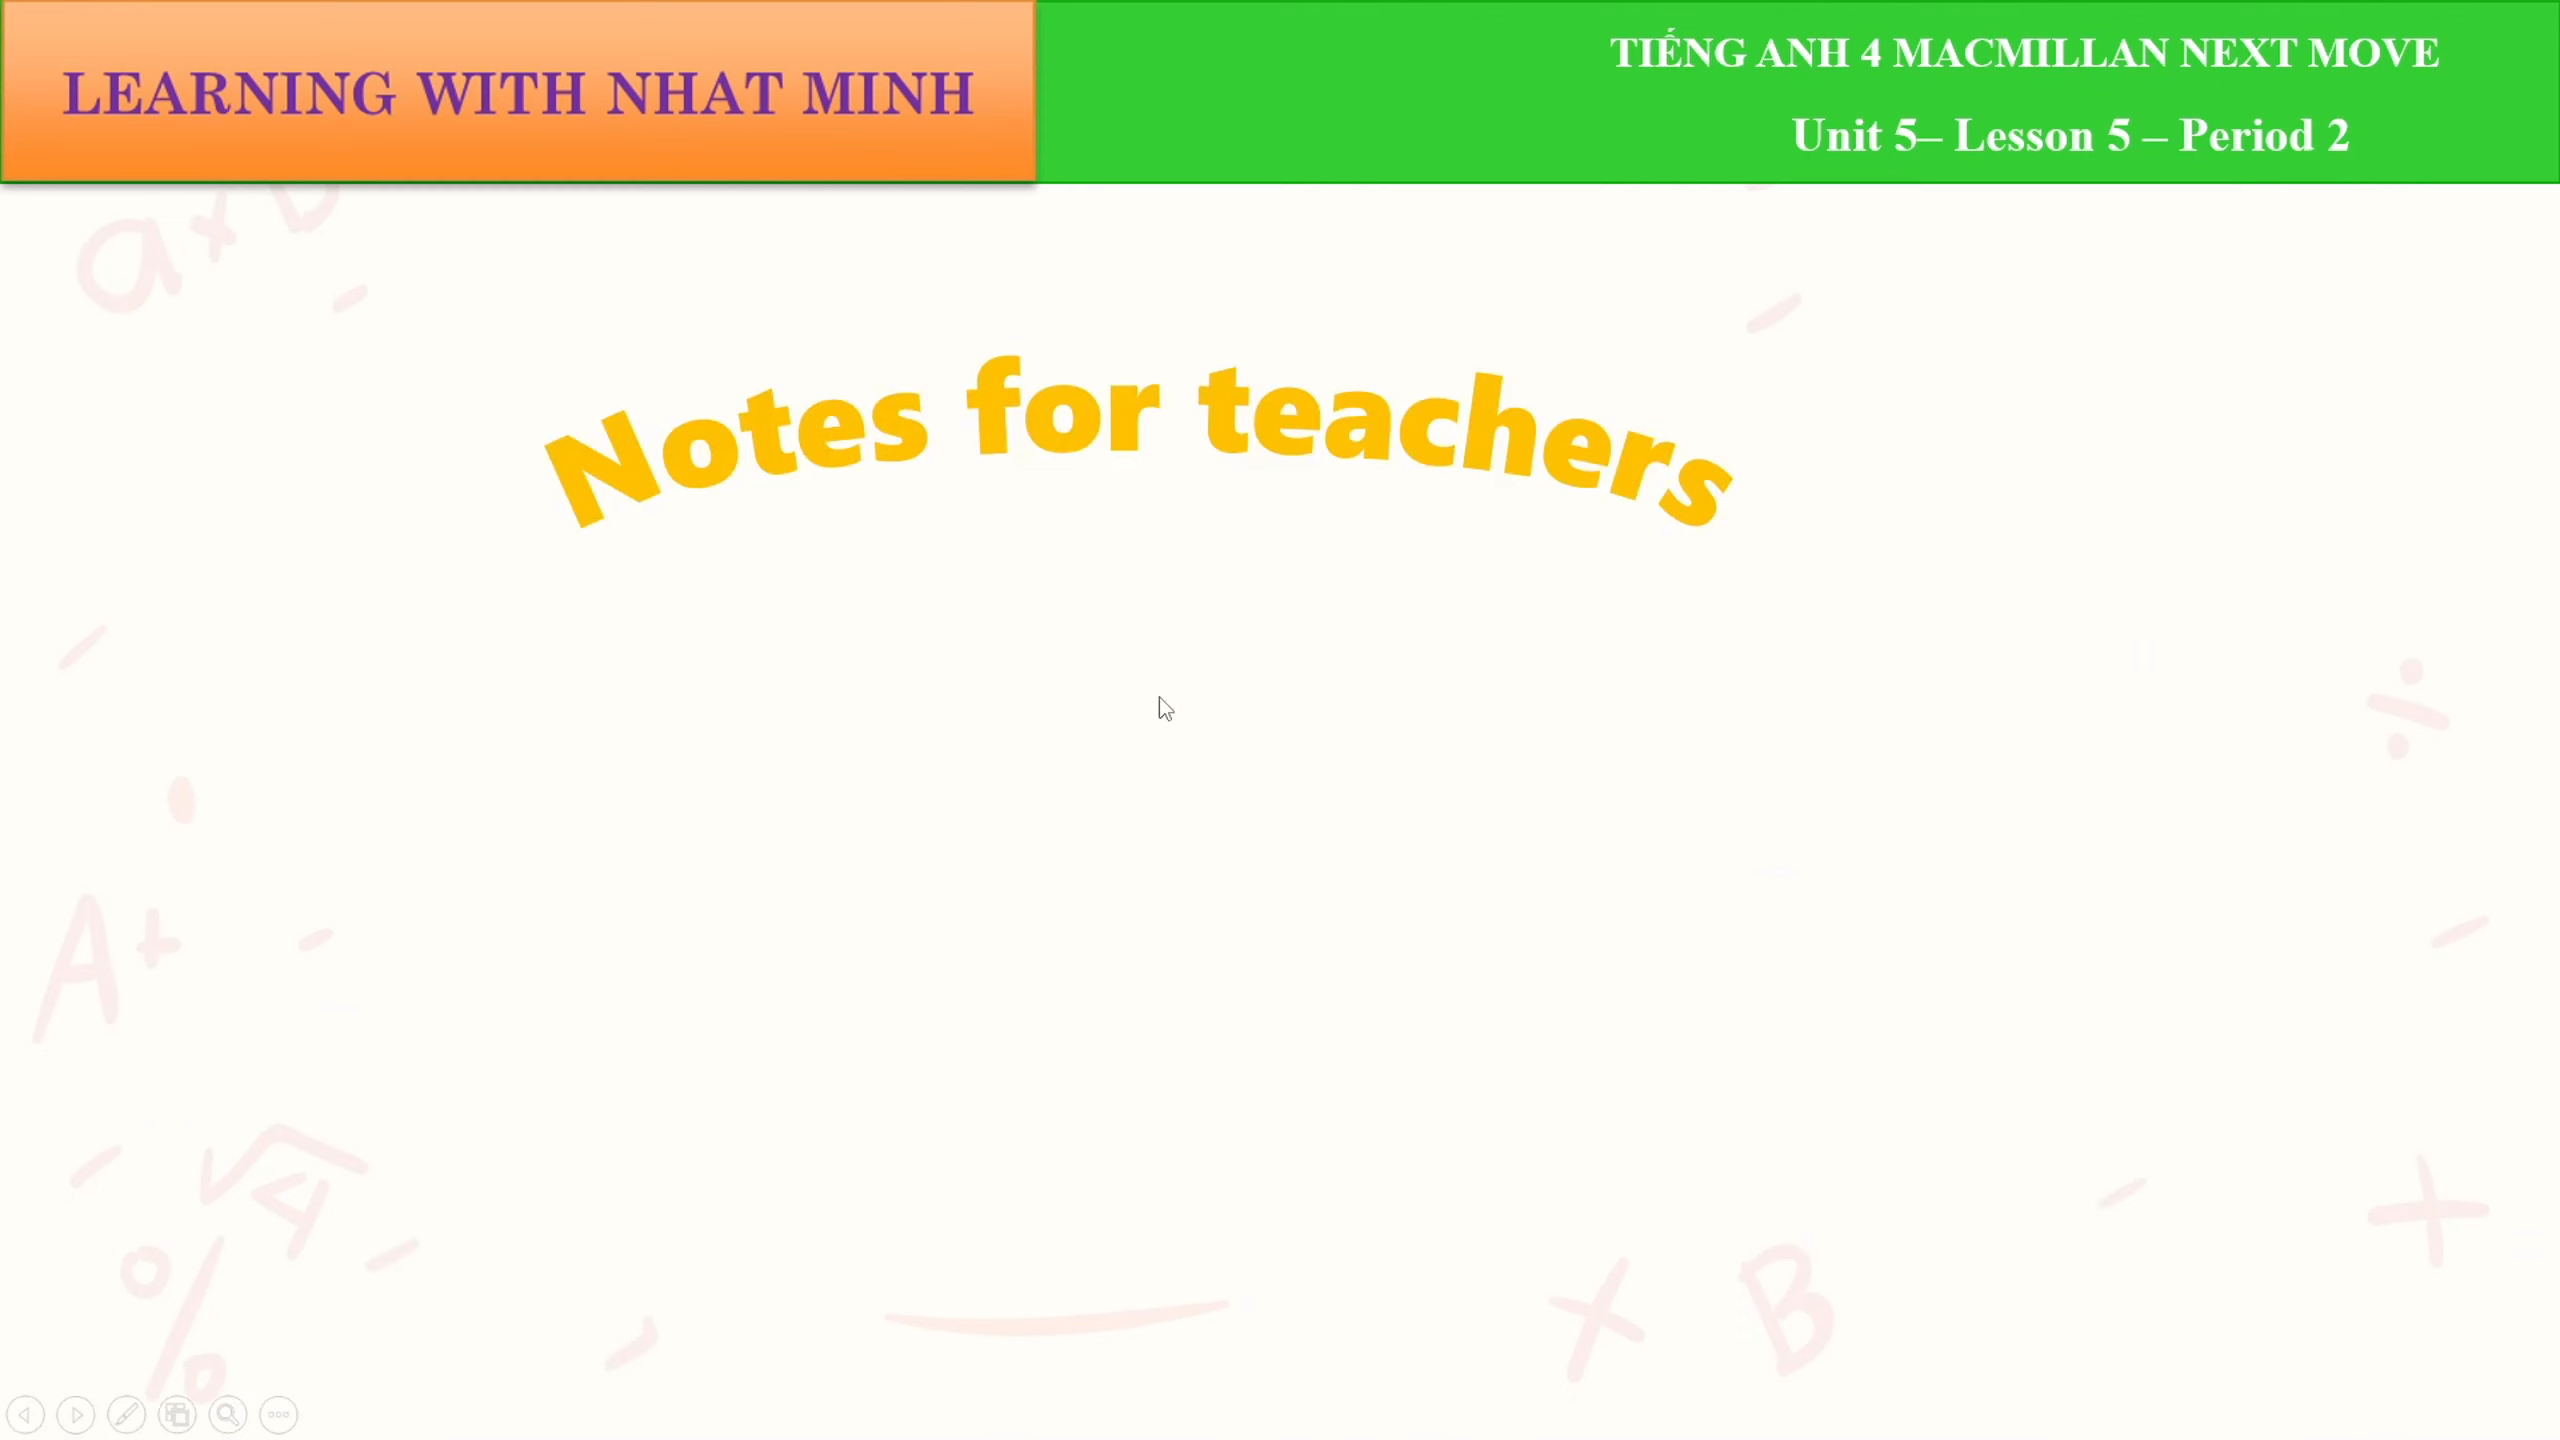 LEARNING WITH NHAT MINH
TIẾNG ANH 4 MACMILLAN NEXT MOVE
Unit 5– Lesson 5 – Period 2
Notes for teachers
a×b
A+
√4
%
÷
+
× B